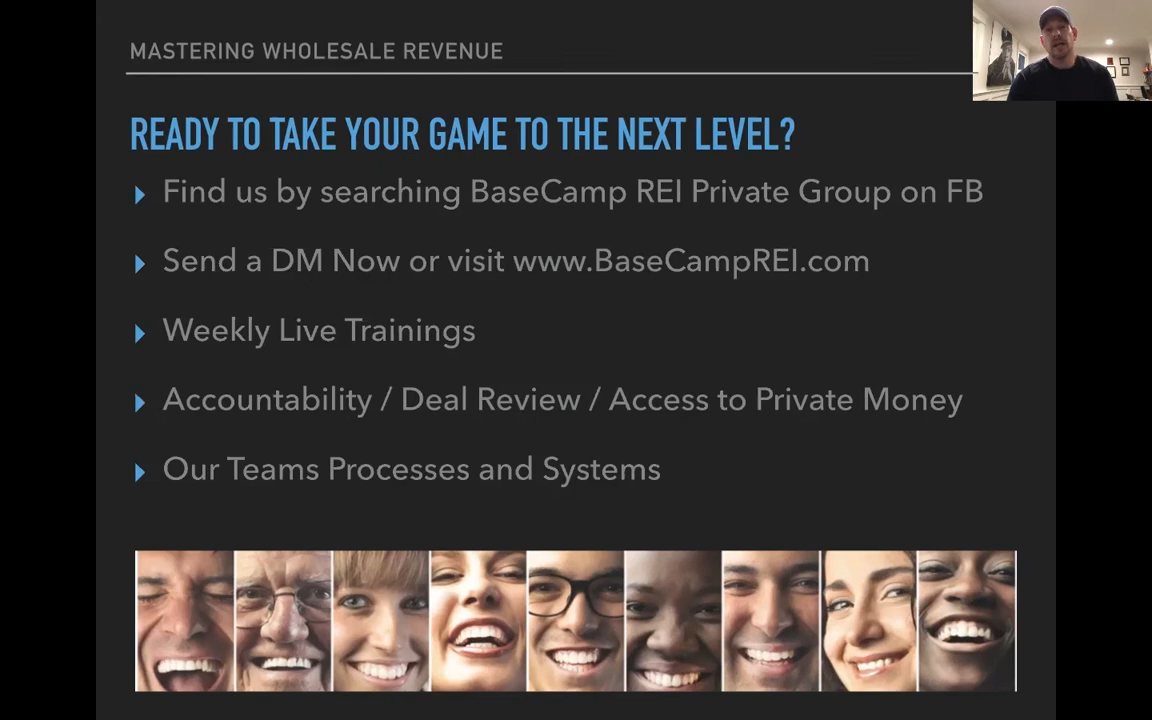 MASTERING WHOLESALE REVENUE
READY TO TAKE YOUR GAME TO THE NEXT LEVEL?
Find us by searching BaseCamp REI Private Group on FB
Send a DM Now or visit www.BaseCampREI.com
Weekly Live Trainings
Accountability / Deal Review / Access to Private Money
Our Teams Processes and Systems